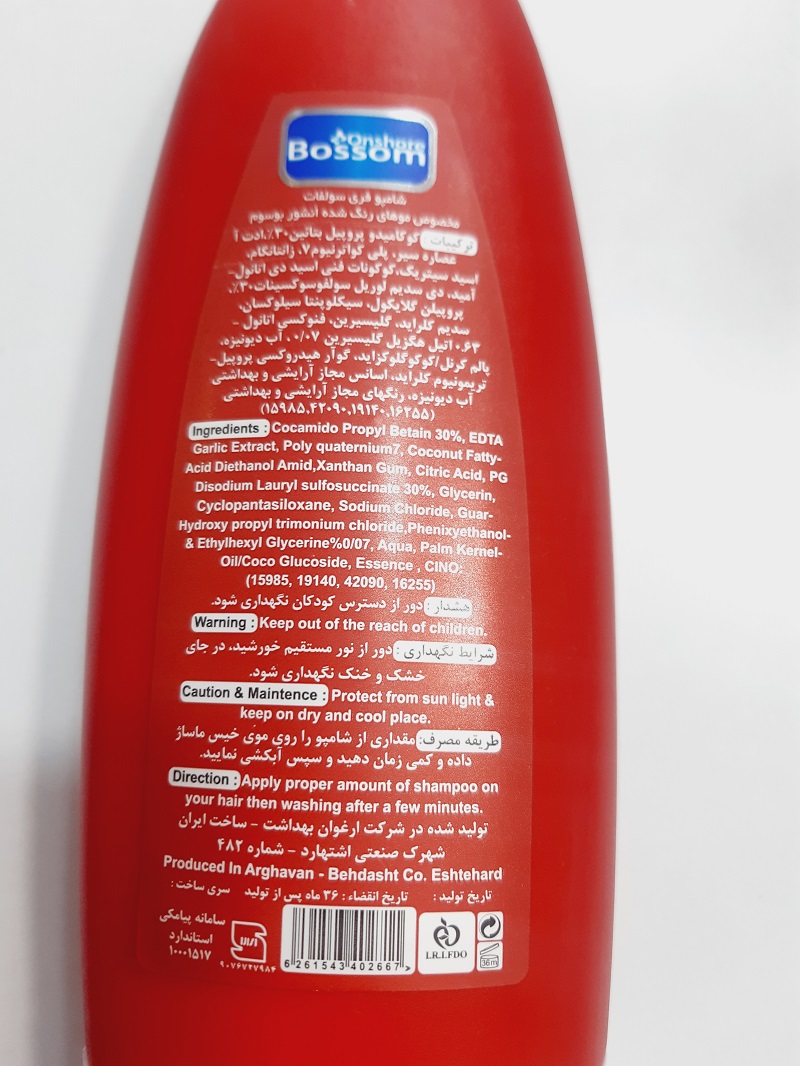 Onshore
Bossom
شامپو فری سولفات
مخصوص موهای رنگ شده آنشور بوسوم
ترکیبات: کوکامیدو پروپیل بتائین۳۰٪،ادت آ
عصاره سیر، پلی کواترنیوم۷، زانتانگام،
اسید سیتریک،کوکونات فتی اسید دی اتانول-
آمید، دی سدیم لوریل سولفوسوکسینات۳۰٪،
پروپیلن گلایکول، سیکلوپنتا سیلوکسان،
سدیم کلراید، گلیسیرین، فنوکسی اتانول -
۰.۶۳ اتیل هگزیل گلیسیرین ۰/۰۷، آب دیونیزه،
پالم کرنل/کوکوگلوکزاید، گوار هیدروکسی پروپیل-
تریمونیوم کلراید، اسانس مجاز آرایشی و بهداشتی
آب دیونیزه، رنگهای مجاز آرایشی و بهداشتی
(15985،۴۲۰۹۰،۱۹۱۴۰،۱۶۲۵۵)
Ingredients : Cocamido Propyl Betain 30%, EDTA
Garlic Extract, Poly quaternium7, Coconut Fatty-
Acid Diethanol Amid,Xanthan Gum, Citric Acid, PG
Disodium Lauryl sulfosuccinate 30%, Glycerin,
Cyclopantasiloxane, Sodium Chloride, Guar-
Hydroxy propyl trimonium chloride,Phenixyethanol-
& Ethylhexyl Glycerine%0/07, Aqua, Palm Kernel-
Oil/Coco Glucoside, Essence , CINO:
(15985, 19140, 42090, 16255)
هشدار : دور از دسترس کودکان نگهداری شود.
Warning : Keep out of the reach of children.
شرایط نگهداری : دور از نور مستقیم خورشید، در جای
خشک و خنک نگهداری شود.
Caution & Maintence : Protect from sun light &
keep on dry and cool place.
طریقه مصرف: مقداری از شامپو را روی موی خیس ماساژ
داده و کمی زمان دهید و سپس آبکشی نمایید.
Direction : Apply proper amount of shampoo on
your hair then washing after a few minutes.
تولید شده در شرکت ارغوان بهداشت - ساخت ایران
شهرک صنعتی اشتهارد - شماره ۴۸۲
Produced In Arghavan - Behdasht Co. Eshtehard
تاریخ تولید : تاریخ انقضاء : ۳۶ ماه پس از تولید سری ساخت :
سامانه پیامکی
استاندارد
۱۰۰۰۱۵۱۷
۹۰۷۶۷۲۷۹۸۴
6 261543 402667 >
I.R.I.FDO
36m